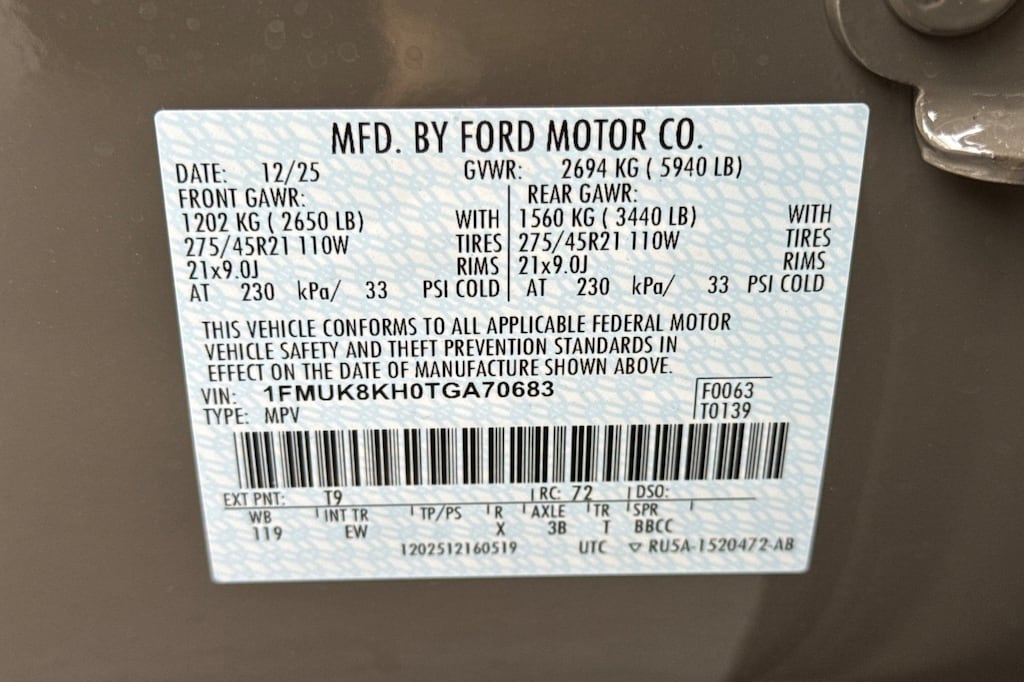 MFD. BY FORD MOTOR CO.
DATE: 12/25 GVWR: 2694 KG ( 5940 LB)
FRONT GAWR: REAR GAWR:
1202 KG ( 2650 LB) WITH 1560 KG ( 3440 LB) WITH
275/45R21 110W TIRES 275/45R21 110W TIRES
21x9.0J RIMS 21x9.0J RIMS
AT 230 kPa/ 33 PSI COLD AT 230 kPa/ 33 PSI COLD
THIS VEHICLE CONFORMS TO ALL APPLICABLE FEDERAL MOTOR
VEHICLE SAFETY AND THEFT PREVENTION STANDARDS IN
EFFECT ON THE DATE OF MANUFACTURE SHOWN ABOVE.
VIN: 1FMUK8KH0TGA70683 F0063
TYPE: MPV T0139
EXT PNT: T9 RC: 72 DSO:
WB INT TR TP/PS R AXLE TR SPR
119 EW X 3B T BBCC
1202512160519 UTC ▽ RU5A-1520472-AB